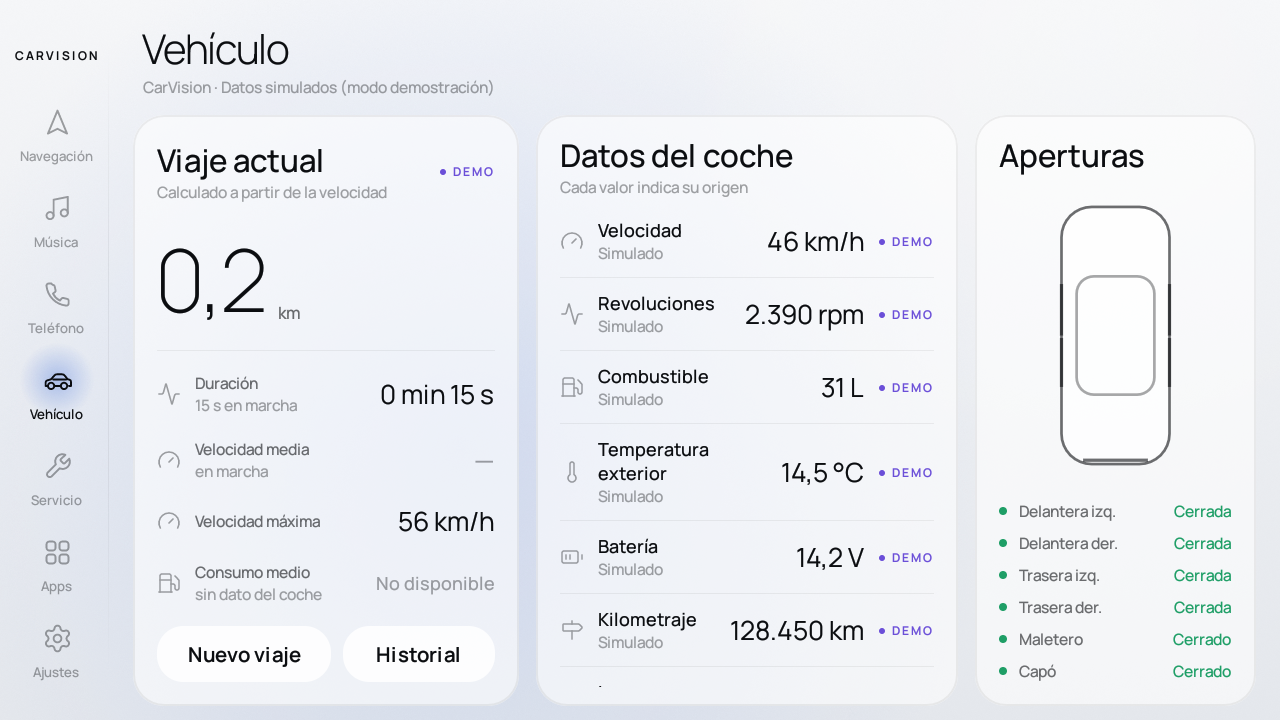 CARVISION
Navegación
Música
Teléfono
Vehículo
Servicio
Apps
Ajustes
Vehículo
CarVision · Datos simulados (modo demostración)
Viaje actual
DEMO
Calculado a partir de la velocidad
0,2 km
Duración
15 s en marcha
0 min 15 s
Velocidad media
en marcha
—
Velocidad máxima
56 km/h
Consumo medio
sin dato del coche
No disponible
Nuevo viaje
Historial
Datos del coche
Cada valor indica su origen
Velocidad
Simulado
46 km/h
DEMO
Revoluciones
Simulado
2.390 rpm
DEMO
Combustible
Simulado
31 L
DEMO
Temperatura
exterior
Simulado
14,5 °C
DEMO
Batería
Simulado
14,2 V
DEMO
Kilometraje
Simulado
128.450 km
DEMO
Aperturas
Delantera izq. Cerrada
Delantera der. Cerrada
Trasera izq. Cerrada
Trasera der. Cerrada
Maletero Cerrado
Capó Cerrado